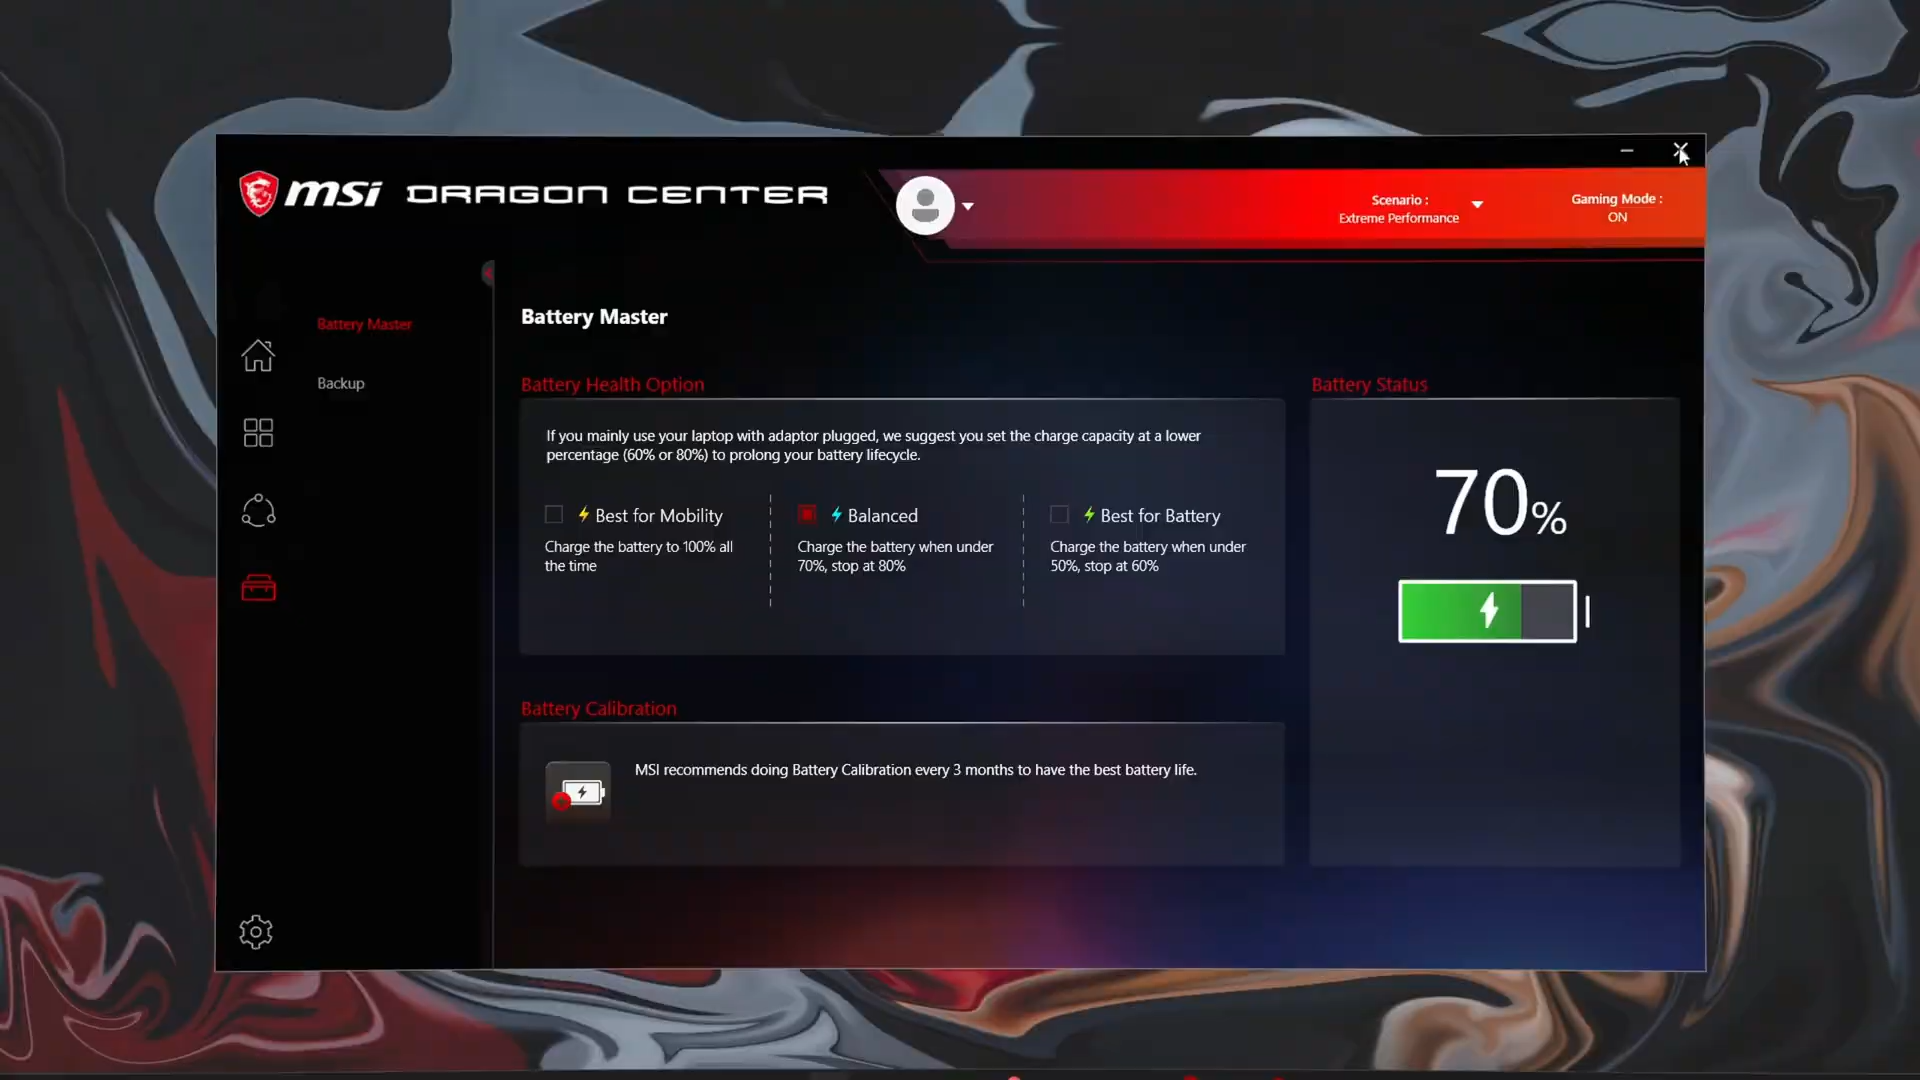 msi DRAGON CENTER
Scenario :
Extreme Performance
Gaming Mode :
ON
Battery Master
Backup
Battery Master
Battery Health Option
If you mainly use your laptop with adaptor plugged, we suggest you set the charge capacity at a lower
percentage (60% or 80%) to prolong your battery lifecycle.
Best for Mobility
Charge the battery to 100% all
the time
Balanced
Charge the battery when under
70%, stop at 80%
Best for Battery
Charge the battery when under
50%, stop at 60%
Battery Status
70%
Battery Calibration
MSI recommends doing Battery Calibration every 3 months to have the best battery life.